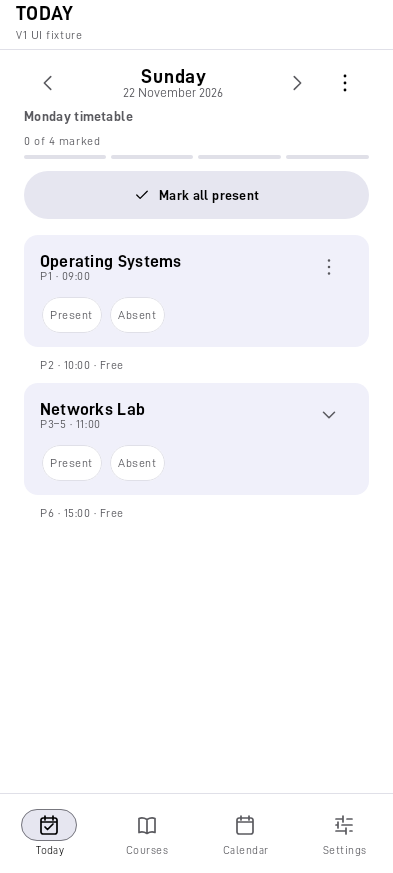 TODAY
V1 UI fixture
Sunday
22 November 2026
Monday timetable
0 of 4 marked
Mark all present
Operating Systems
P1 · 09:00
Present Absent
P2 · 10:00 · Free
Networks Lab
P3–5 · 11:00
Present Absent
P6 · 15:00 · Free
Today Courses Calendar Settings